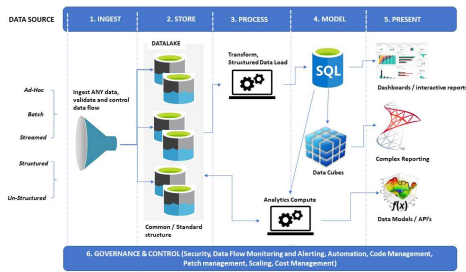 DATA SOURCE
1. INGEST
2. STORE
3. PROCESS
4. MODEL
5. PRESENT
DATALAKE
Transform,
Structured Data Load
SQL
Dashboards / interactive reports
Ad-Hoc
Batch
Streamed
Structured
Un-Structured
Ingest ANY data,
validate and control
data flow
Data Cubes
Complex Reporting
Analytics Compute
f(x)
Data Models / API's
Common / Standard
structure
6. GOVERNANCE & CONTROL (Security, Data Flow Monitoring and Alerting, Automation, Code Management,
Patch management, Scaling, Cost Management)